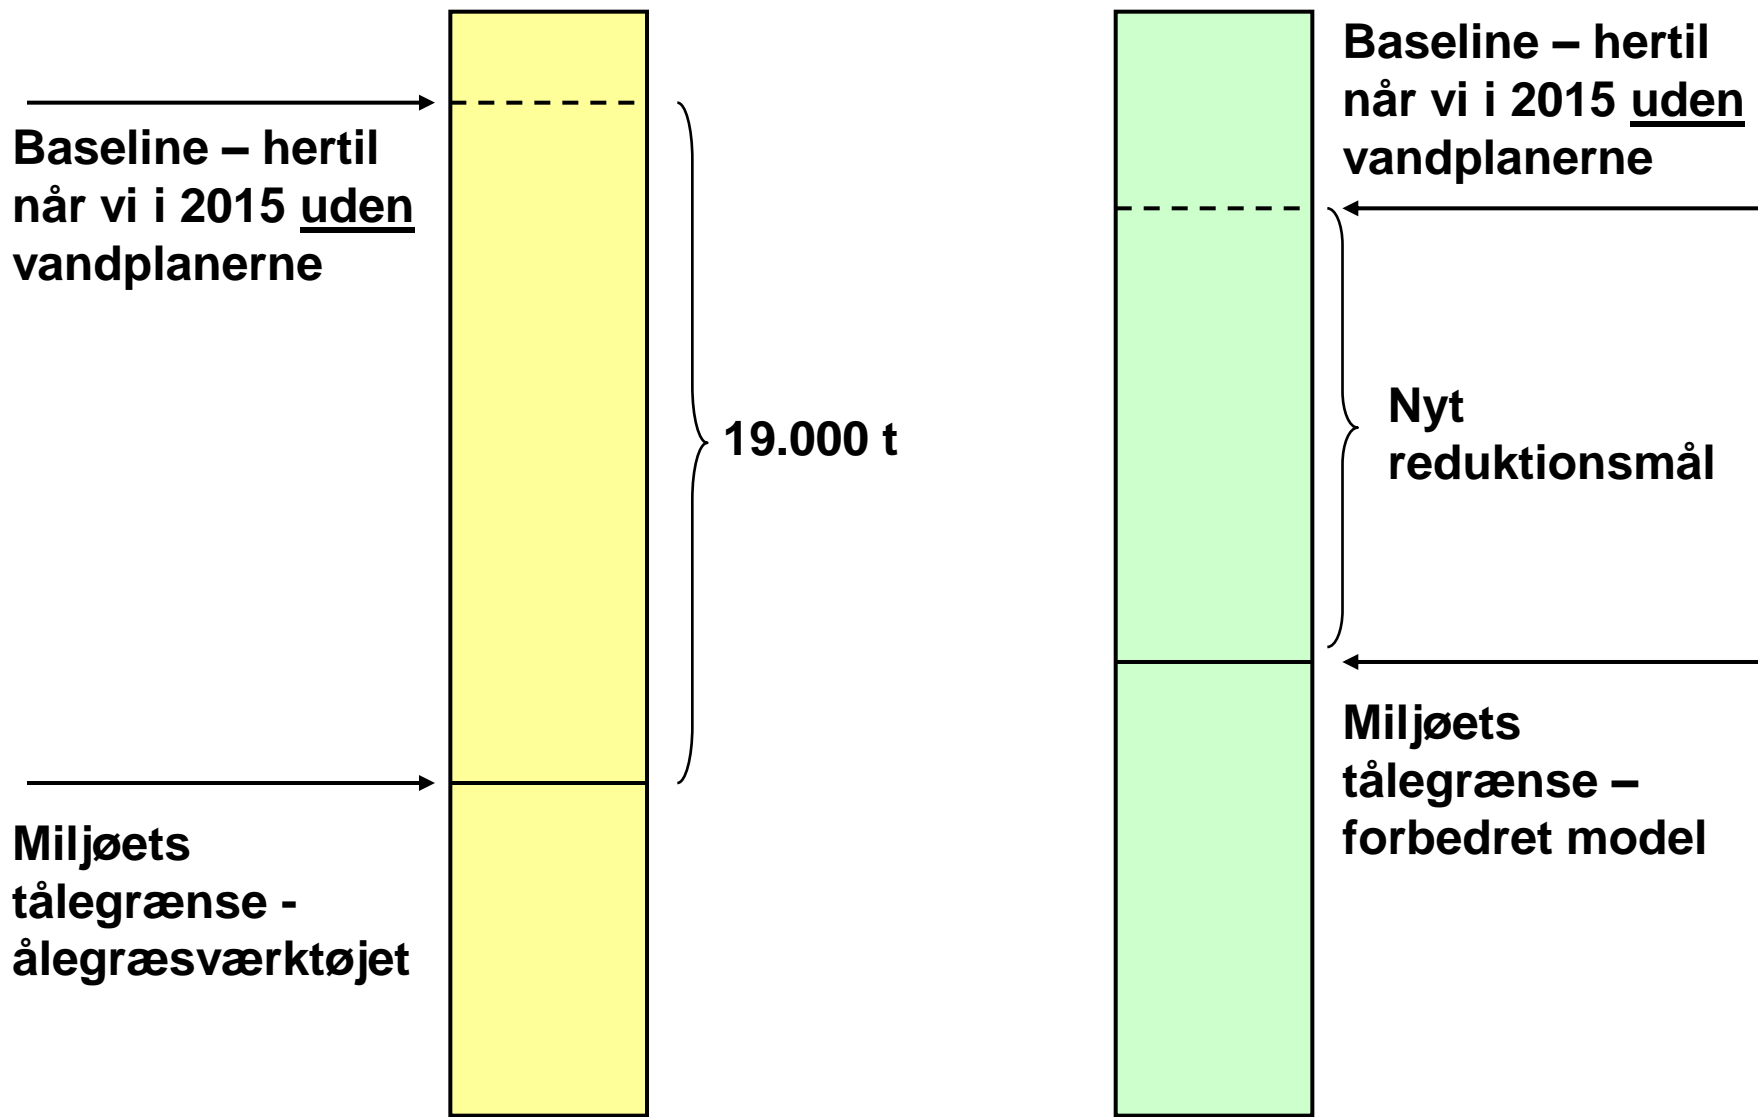 Baseline – hertil
når vi i 2015 uden
vandplanerne
19.000 t
Miljøets
tålegrænse -
ålegræsværktøjet
Baseline – hertil
når vi i 2015 uden
vandplanerne
Nyt
reduktionsmål
Miljøets
tålegrænse –
forbedret model